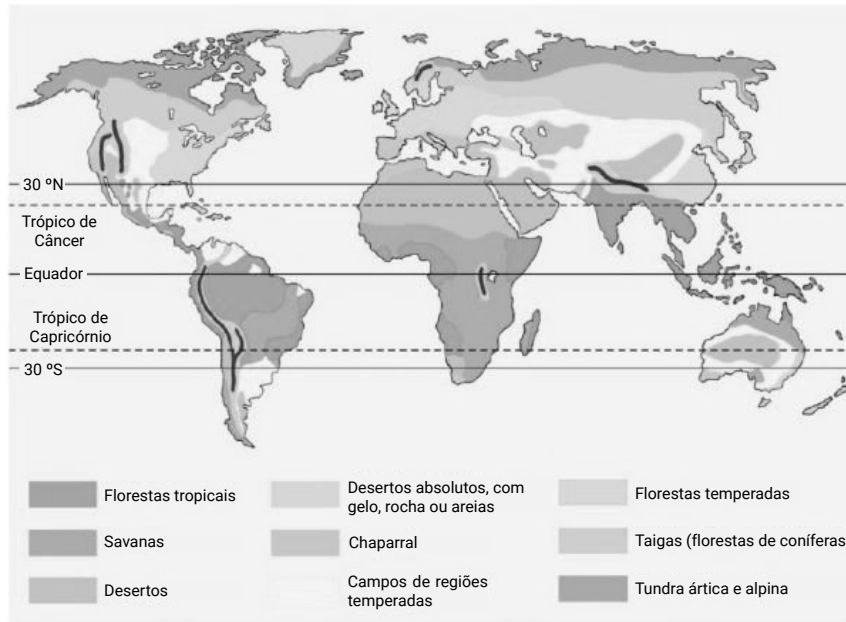 30 ºN
Trópico de
Câncer
Equador
Trópico de
Capricórnio
30 ºS
Florestas tropicais
Savanas
Desertos
Desertos absolutos, com
gelo, rocha ou areias
Chaparral
Campos de regiões
temperadas
Florestas temperadas
Taigas (florestas de coníferas
Tundra ártica e alpina